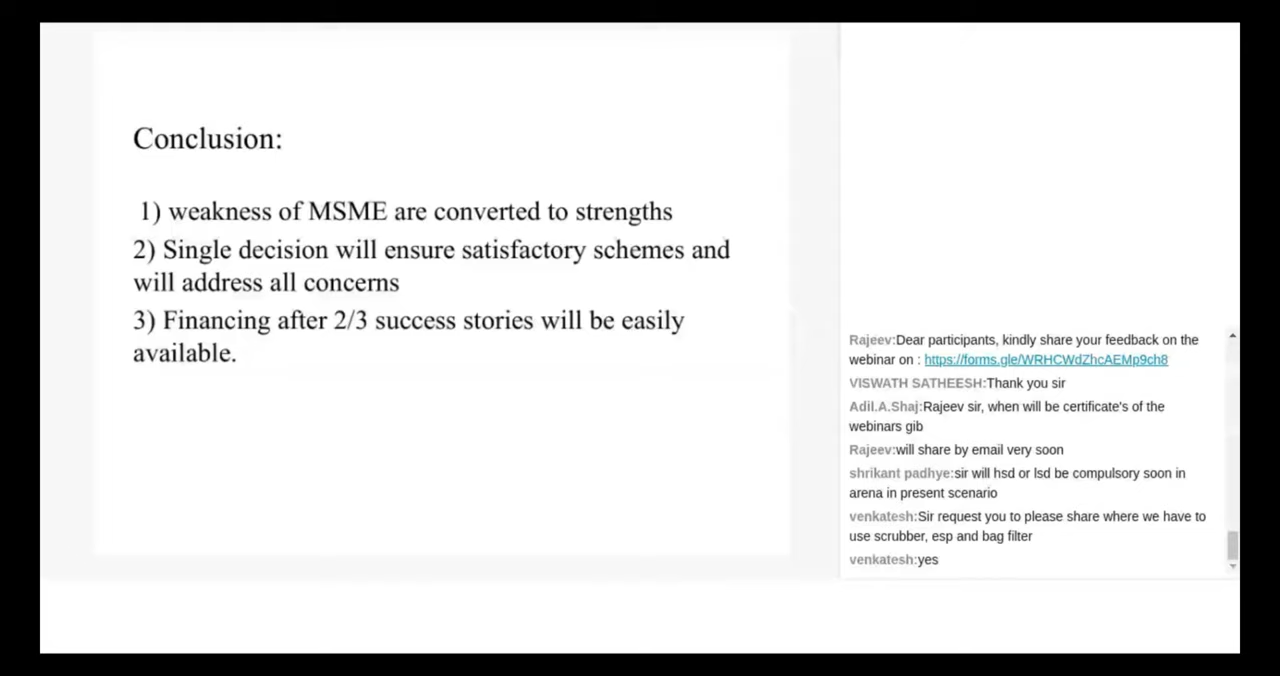 Conclusion:
1) weakness of MSME are converted to strengths
2) Single decision will ensure satisfactory schemes and
will address all concerns
3) Financing after 2/3 success stories will be easily
available.
Rajeev:Dear participants, kindly share your feedback on the
webinar on : https://forms.gle/WRHCWdZhcAEMp9ch8
VISWATH SATHEESH:Thank you sir
Adil.A.Shaj:Rajeev sir, when will be certificate's of the
webinars gib
Rajeev:will share by email very soon
shrikant padhye:sir will hsd or lsd be compulsory soon in
arena in present scenario
venkatesh:Sir request you to please share where we have to
use scrubber, esp and bag filter
venkatesh:yes